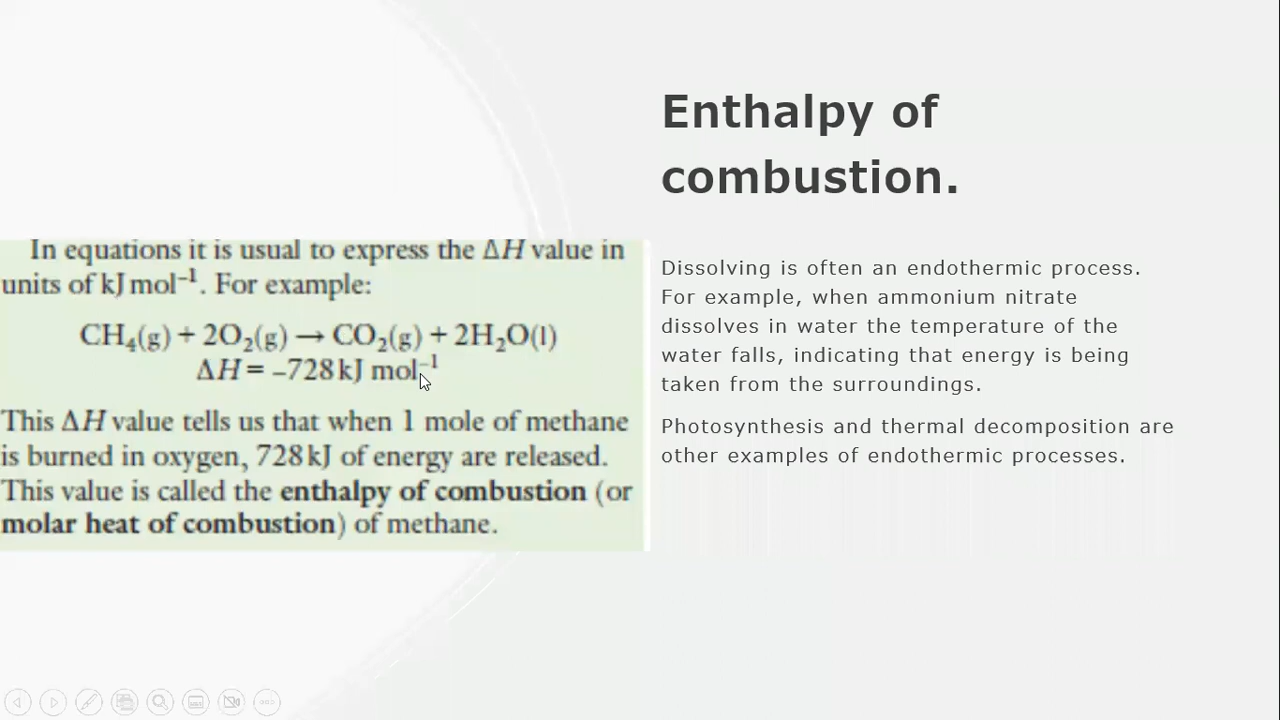 Enthalpy of
combustion.
In equations it is usual to express the ΔH value in
units of kJ mol⁻¹. For example:
CH₄(g) + 2O₂(g) → CO₂(g) + 2H₂O(l)
ΔH = –728 kJ mol⁻¹
This ΔH value tells us that when 1 mole of methane
is burned in oxygen, 728 kJ of energy are released.
This value is called the enthalpy of combustion (or
molar heat of combustion) of methane.
Dissolving is often an endothermic process.
For example, when ammonium nitrate
dissolves in water the temperature of the
water falls, indicating that energy is being
taken from the surroundings.
Photosynthesis and thermal decomposition are
other examples of endothermic processes.